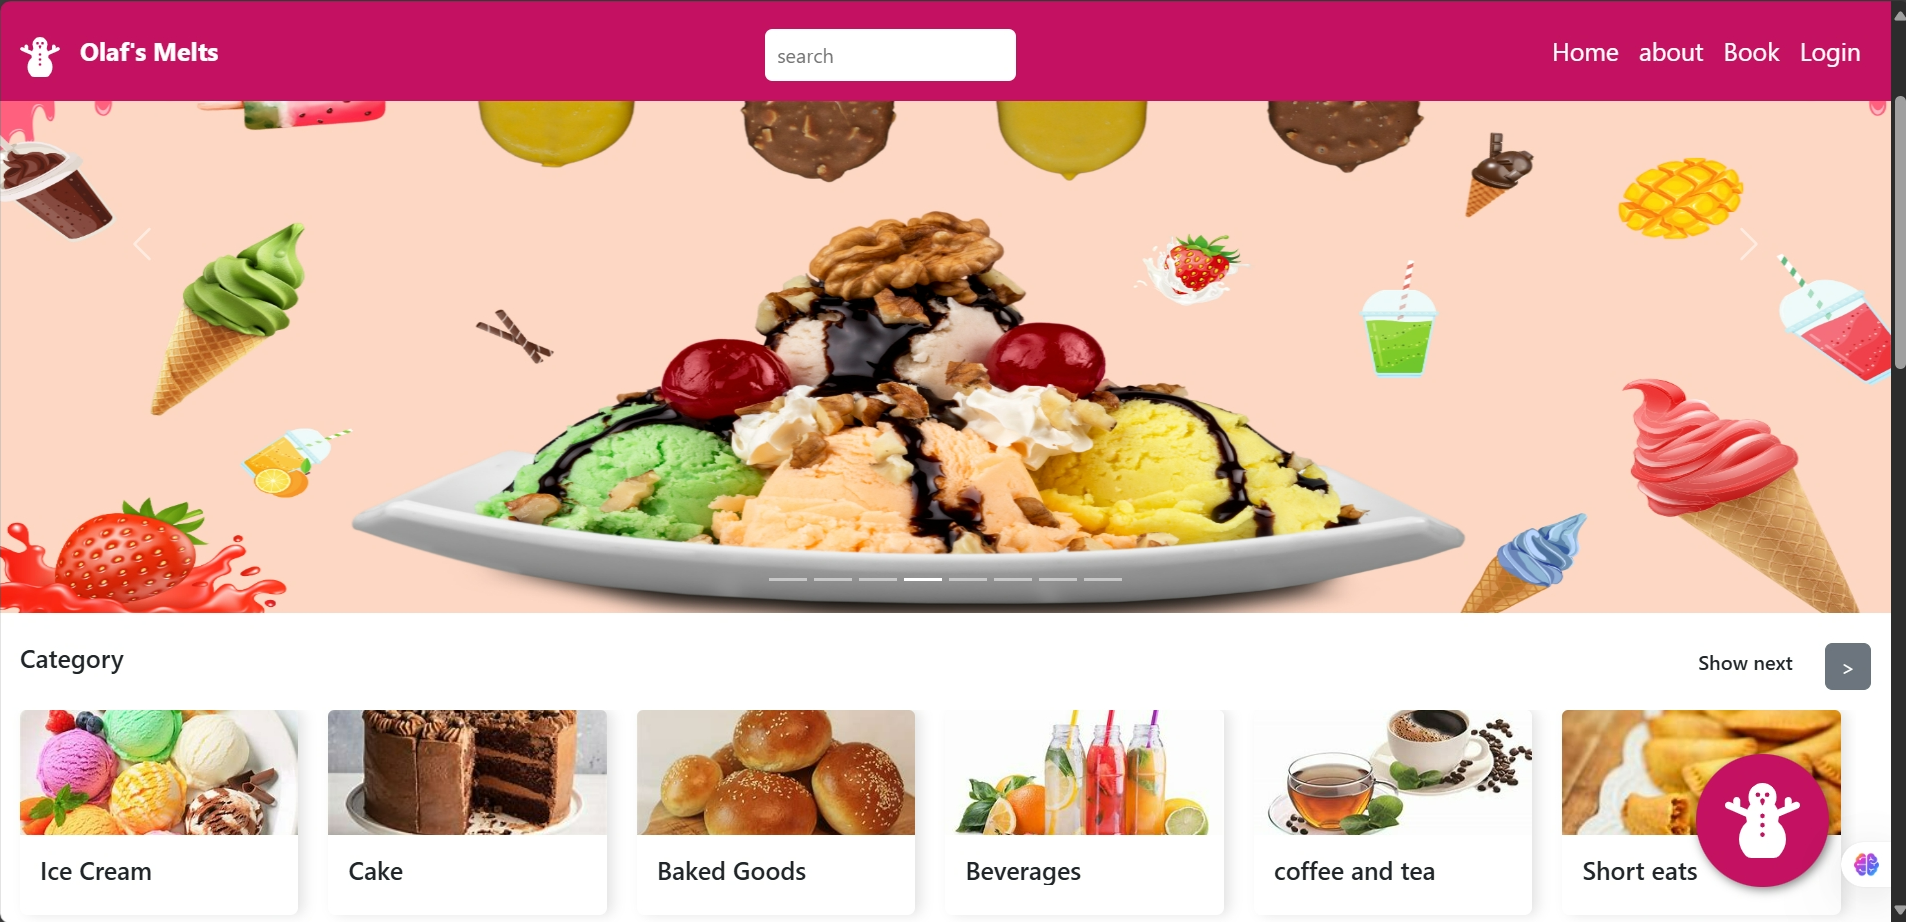 Olaf's Melts
search
Home about Book Login
Category
Show next >
Ice Cream
Cake
Baked Goods
Beverages
coffee and tea
Short eats